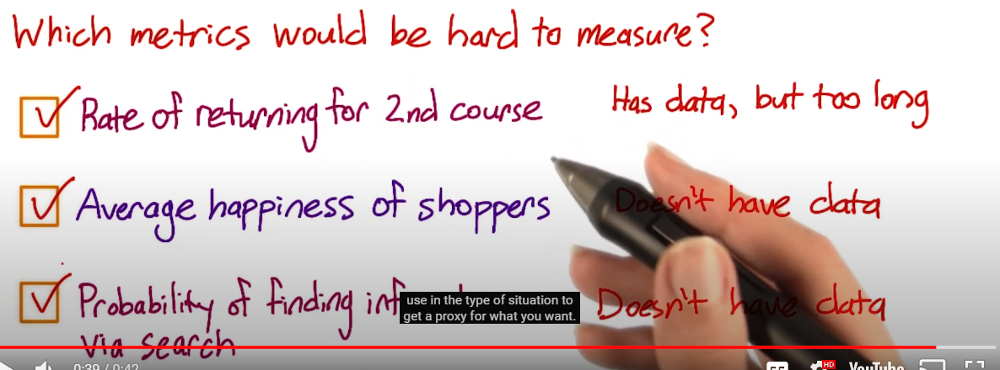 Which metrics would be hard to measure?
Rate of returning for 2nd course
Has data, but too long
Average happiness of shoppers
Doesn't have data
Probability of finding
via search
Doesn't have data
use in the type of situation to
get a proxy for what you want.
0:39 / 0:42
CC
HD
YouTube